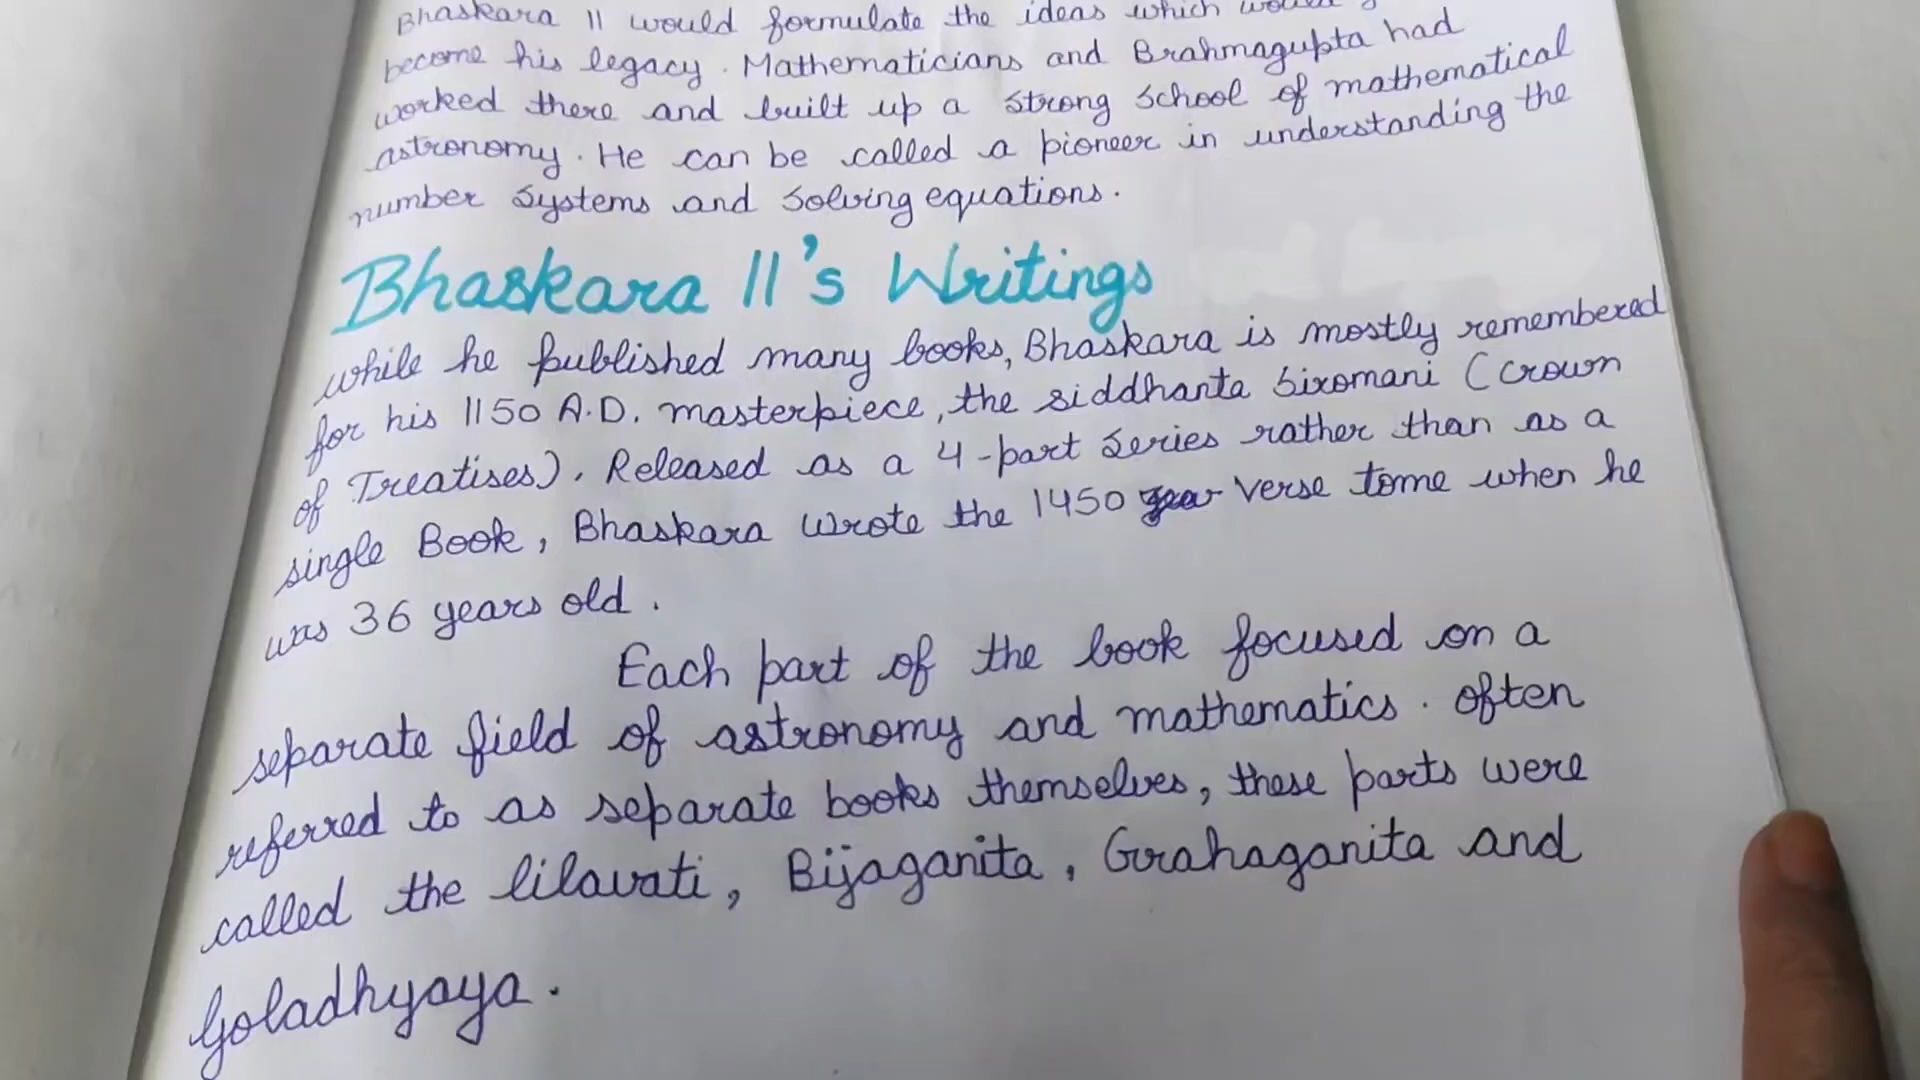 Bhaskara II would formulate the ideas which would
become his legacy. Mathematicians and Brahmagupta had
worked there and built up a strong school of mathematical
astronomy. He can be called a pioneer in understanding the
number systems and solving equations.
Bhaskara II's Writings
while he published many books, Bhaskara is mostly remembered
for his 1150 A.D. masterpiece, the siddhanta siromani (crown
of Treatises). Released as a 4-part series rather than as a
single Book, Bhaskara wrote the 1450 verse tome when he
was 36 years old.
Each part of the book focused on a
separate field of astronomy and mathematics. often
referred to as separate books themselves, these parts were
called the lilavati, Bijaganita, Grahaganita and
Goladhyaya.